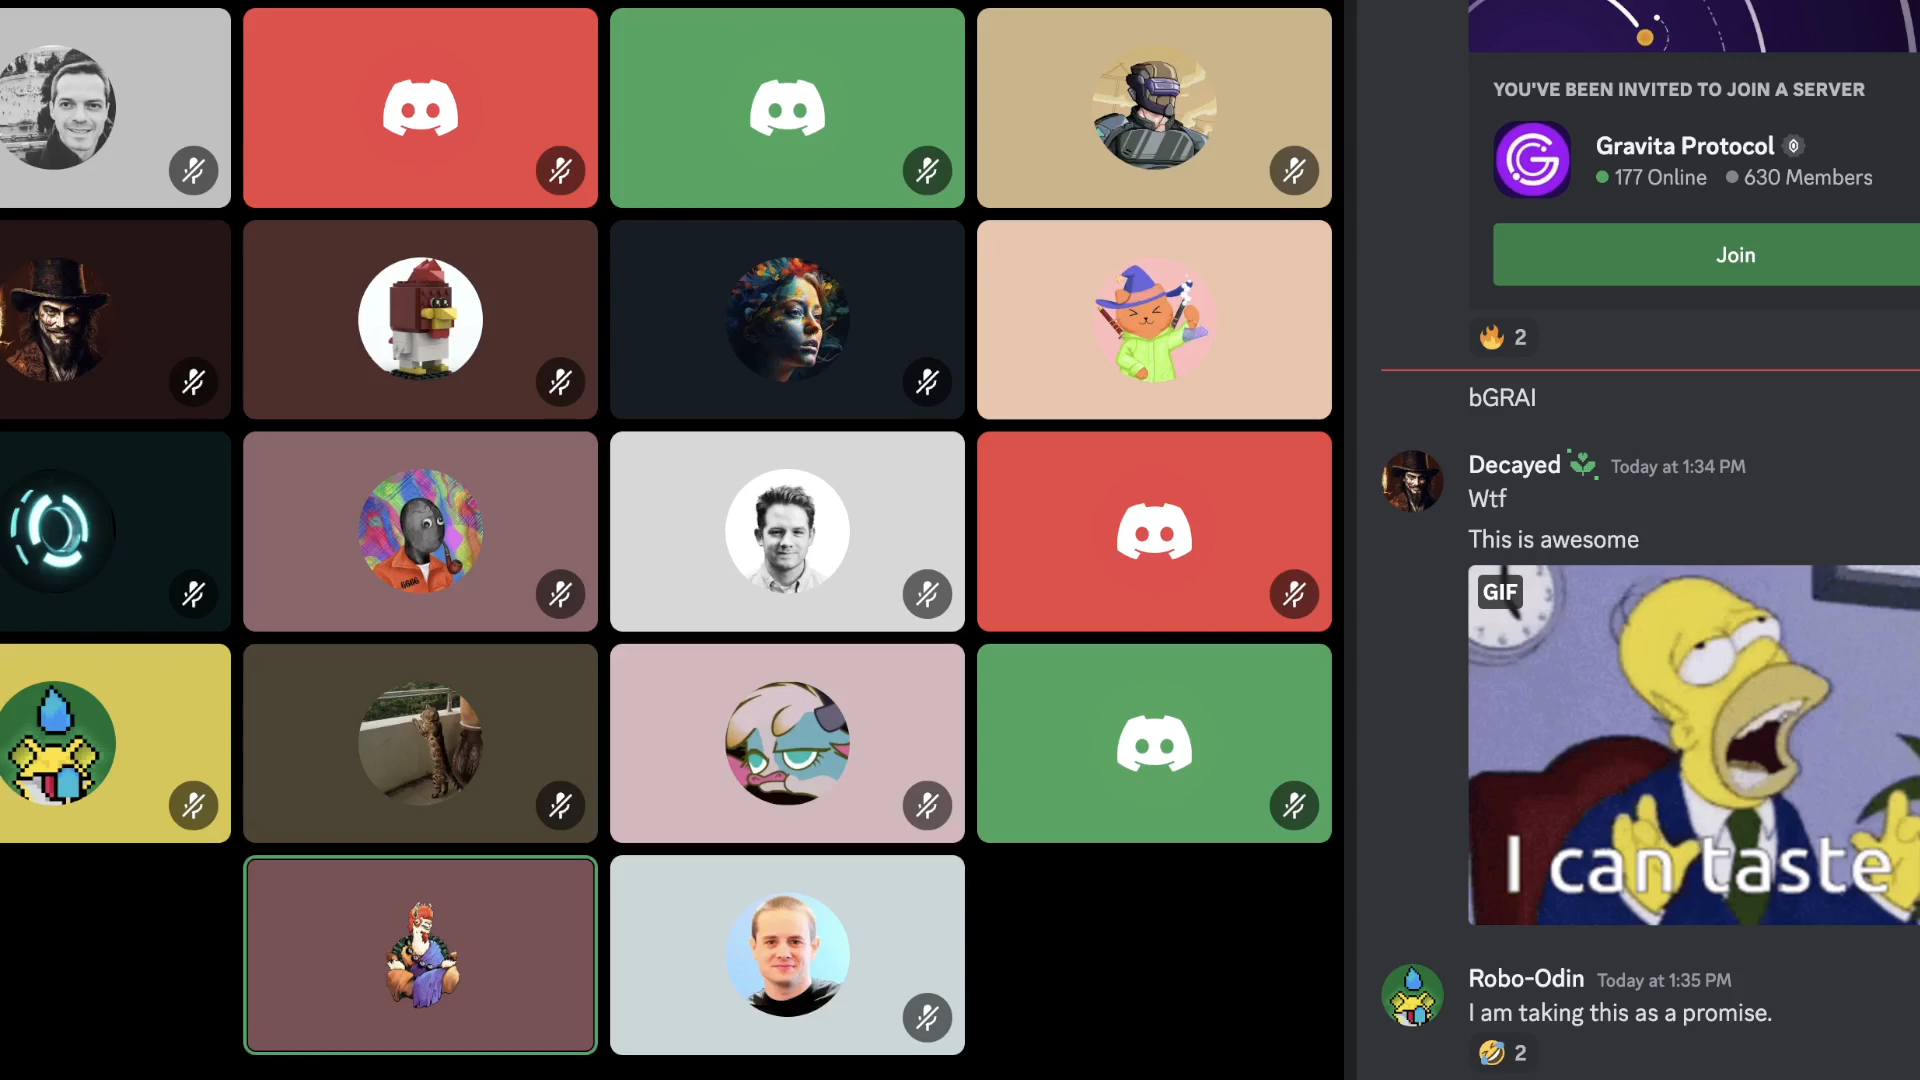 YOU'VE BEEN INVITED TO JOIN A SERVER
Gravita Protocol
177 Online 630 Members
Join
2
bGRAI
Decayed Today at 1:34 PM
Wtf
This is awesome
GIF
I can taste
Robo-Odin Today at 1:35 PM
I am taking this as a promise.
2
6606